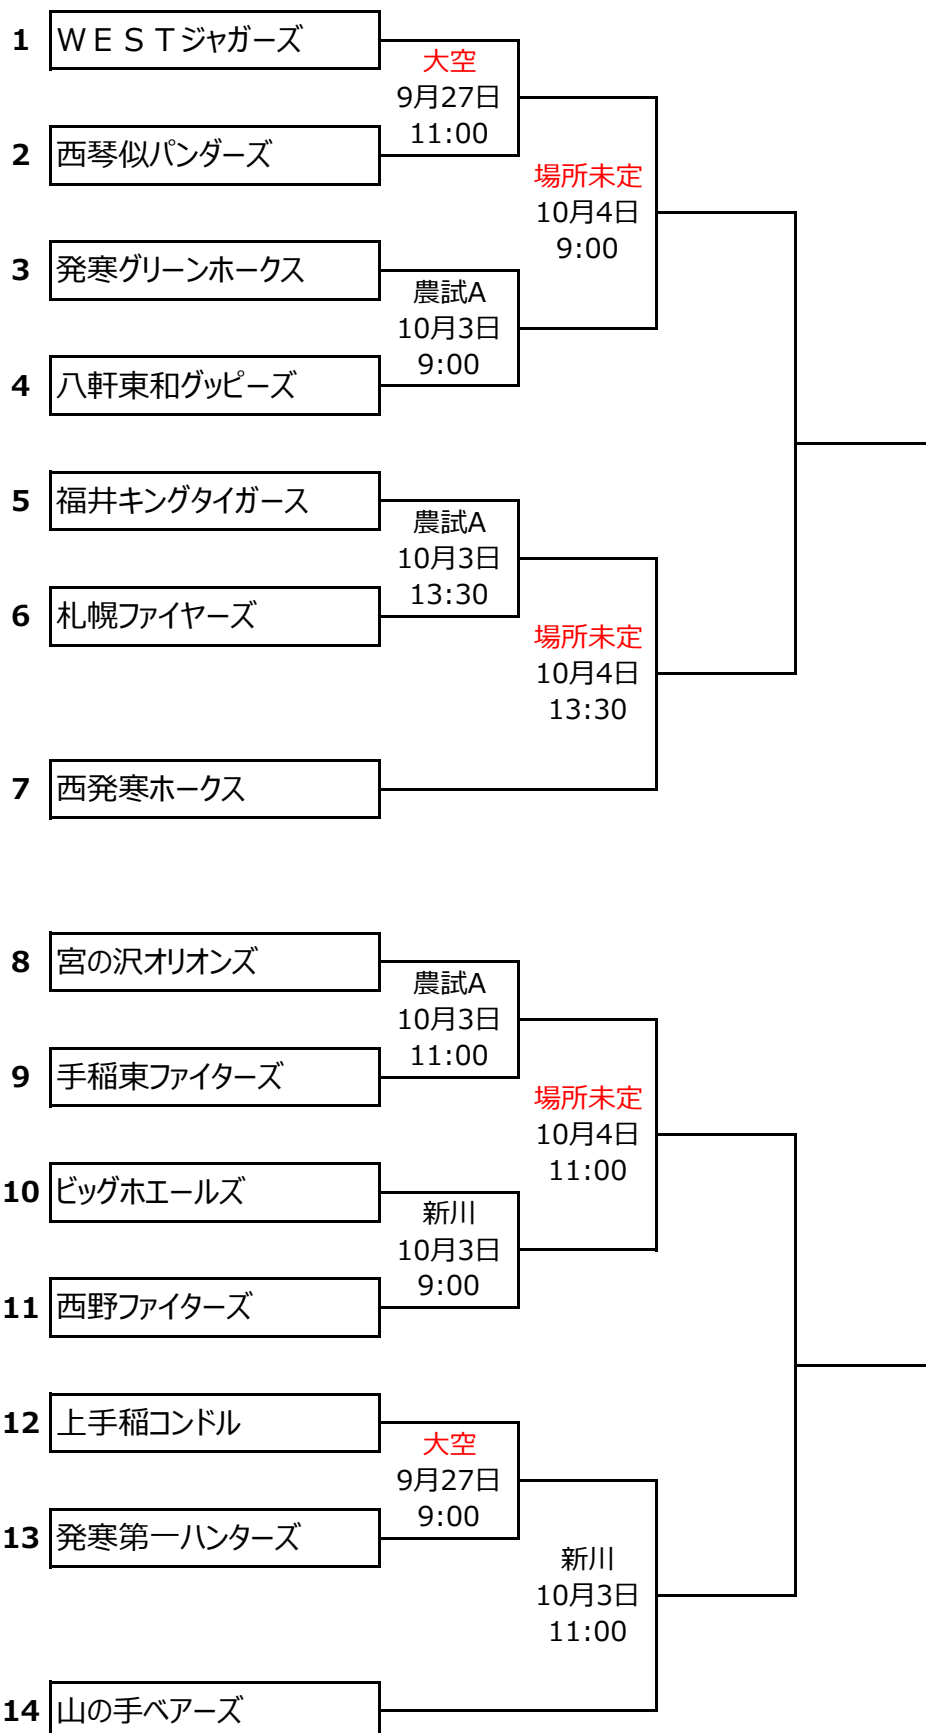 1 ＷＥＳＴジャガーズ
大空
9月27日
11:00
2 西琴似パンダーズ
場所未定
10月4日
9:00
3 発寒グリーンホークス
農試A
10月3日
9:00
4 八軒東和グッピーズ
5 福井キングタイガース
農試A
10月3日
13:30
6 札幌ファイヤーズ
場所未定
10月4日
13:30
7 西発寒ホークス
8 宮の沢オリオンズ
農試A
10月3日
11:00
9 手稲東ファイターズ
場所未定
10月4日
11:00
10 ビッグホエールズ
新川
10月3日
9:00
11 西野ファイターズ
12 上手稲コンドル
大空
9月27日
9:00
13 発寒第一ハンターズ
新川
10月3日
11:00
14 山の手ベアーズ